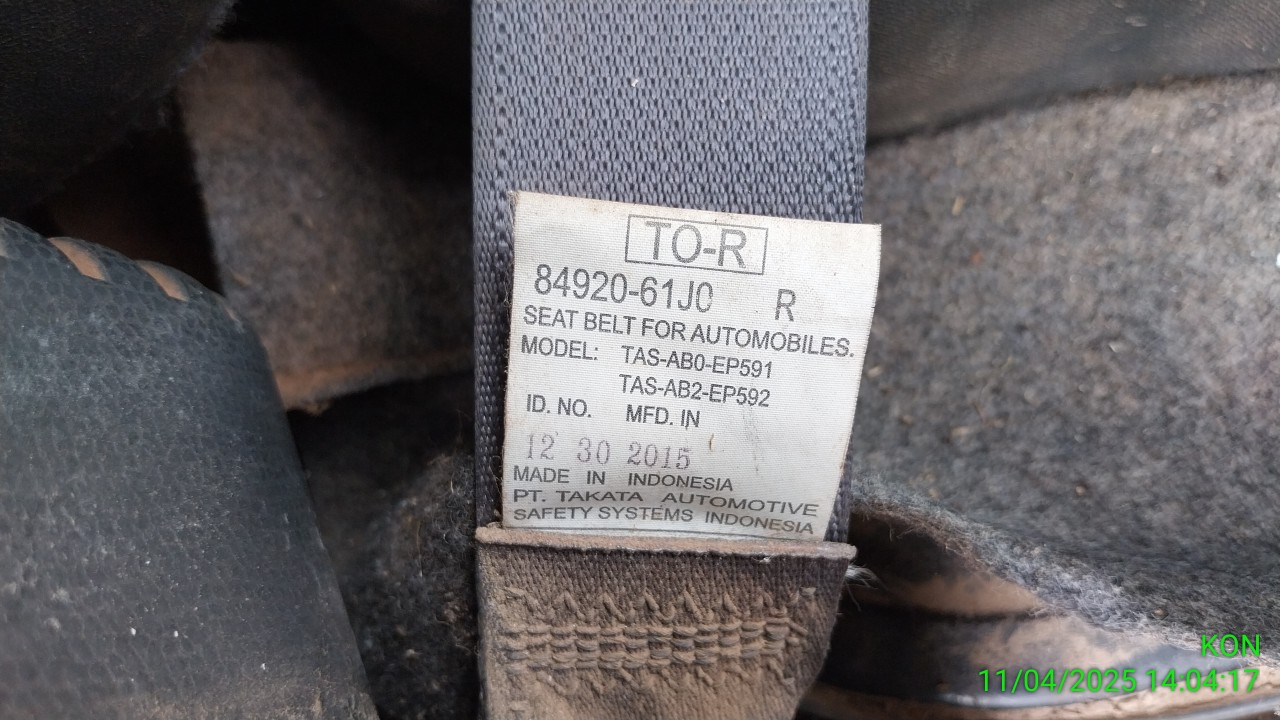 TO-R
84920-61J0 R
SEAT BELT FOR AUTOMOBILES.
MODEL: TAS-AB0-EP591
TAS-AB2-EP592
ID. NO. MFD. IN
12 30 2015
MADE IN INDONESIA
PT. TAKATA AUTOMOTIVE
SAFETY SYSTEMS INDONESIA
KON
11/04/2025 14:04:17